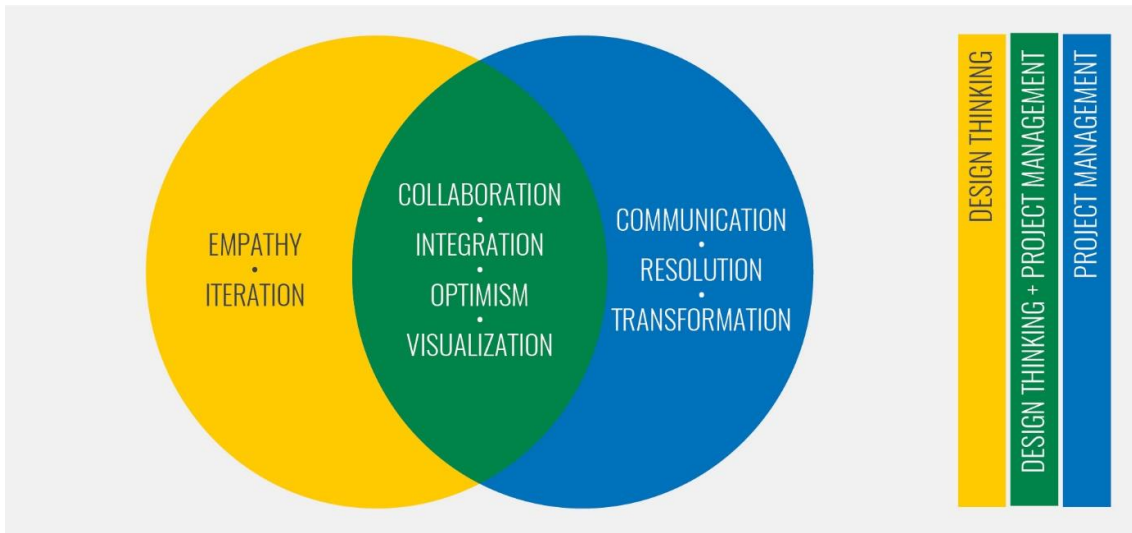 EMPATHY
•
ITERATION
COLLABORATION
•
INTEGRATION
•
OPTIMISM
•
VISUALIZATION
COMMUNICATION
•
RESOLUTION
•
TRANSFORMATION
DESIGN THINKING
DESIGN THINKING + PROJECT MANAGEMENT
PROJECT MANAGEMENT